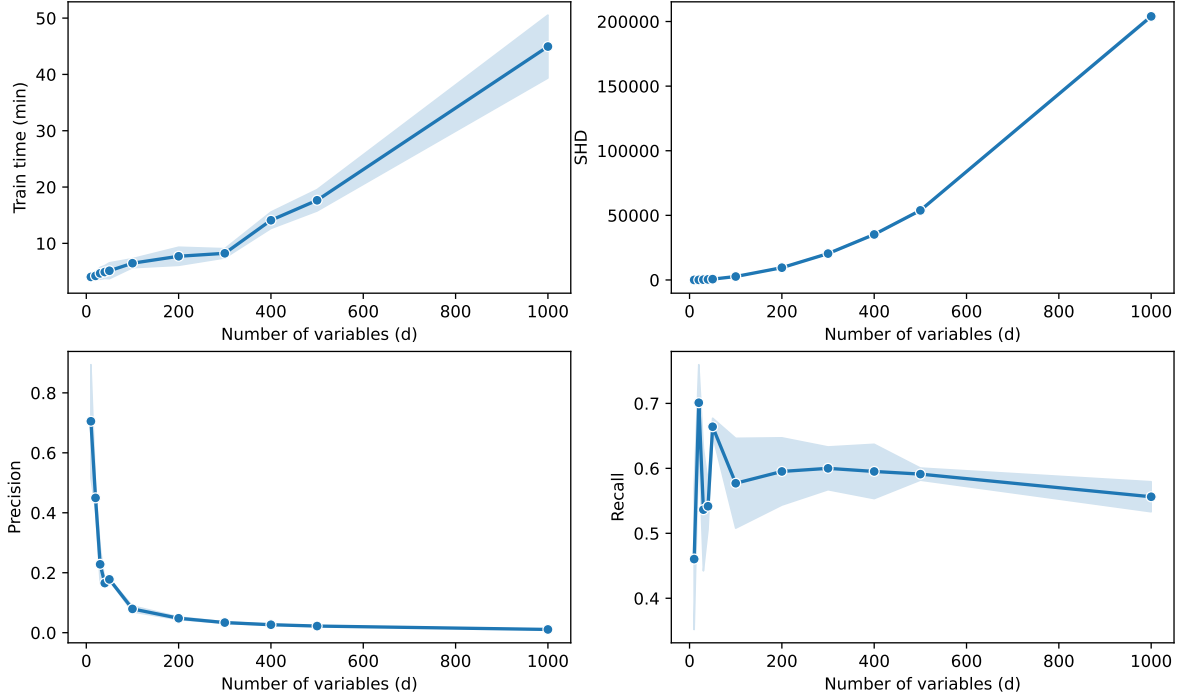 Train time (min)
50
40
30
20
10
0 200 400 600 800 1000
Number of variables (d)
SHD
200000
150000
100000
50000
0
0 200 400 600 800 1000
Number of variables (d)
Precision
0.8
0.6
0.4
0.2
0.0
0 200 400 600 800 1000
Number of variables (d)
Recall
0.7
0.6
0.5
0.4
0 200 400 600 800 1000
Number of variables (d)